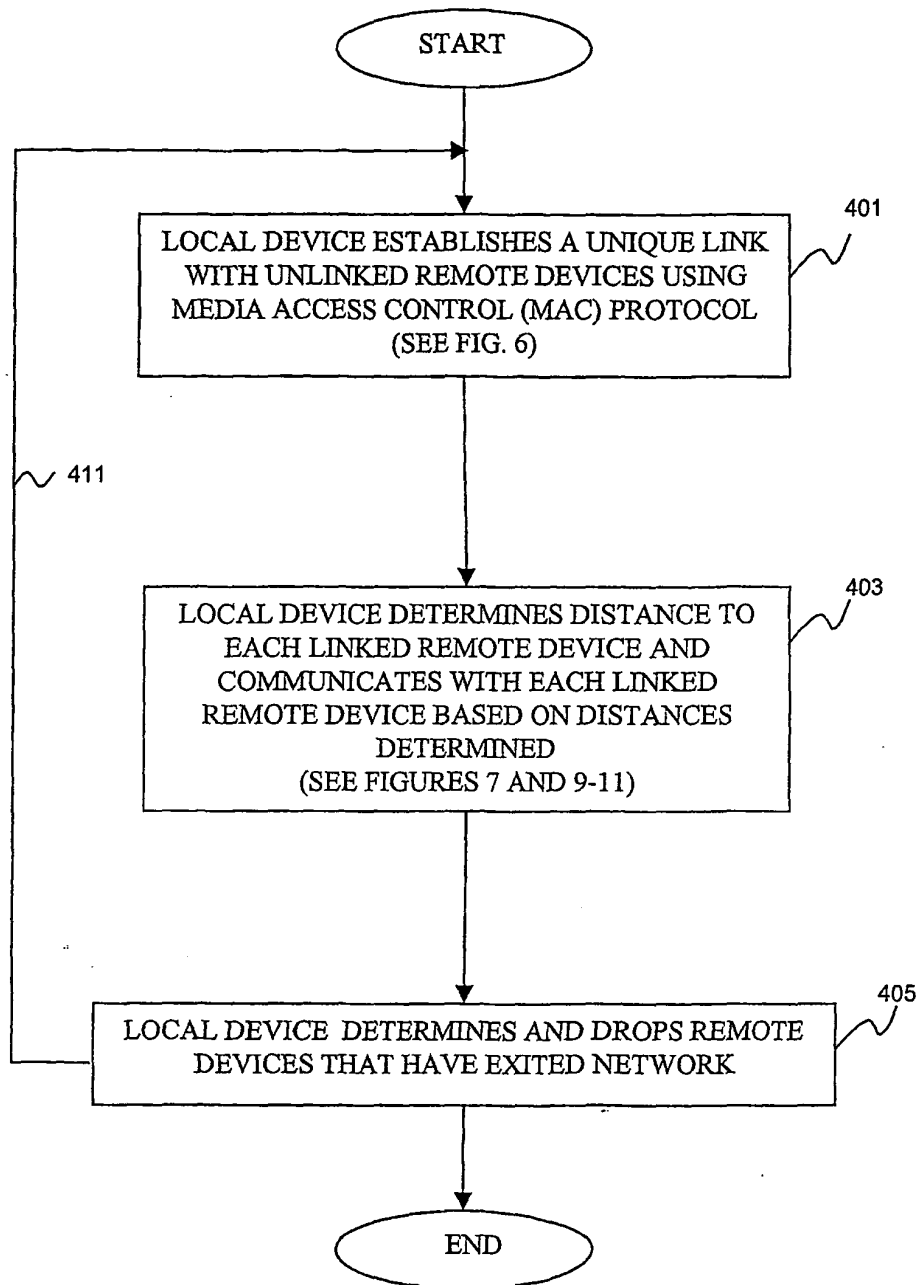 START
401
LOCAL DEVICE ESTABLISHES A UNIQUE LINK
WITH UNLINKED REMOTE DEVICES USING
MEDIA ACCESS CONTROL (MAC) PROTOCOL
(SEE FIG. 6)
411
403
LOCAL DEVICE DETERMINES DISTANCE TO
EACH LINKED REMOTE DEVICE AND
COMMUNICATES WITH EACH LINKED
REMOTE DEVICE BASED ON DISTANCES
DETERMINED
(SEE FIGURES 7 AND 9-11)
405
LOCAL DEVICE DETERMINES AND DROPS REMOTE
DEVICES THAT HAVE EXITED NETWORK
END